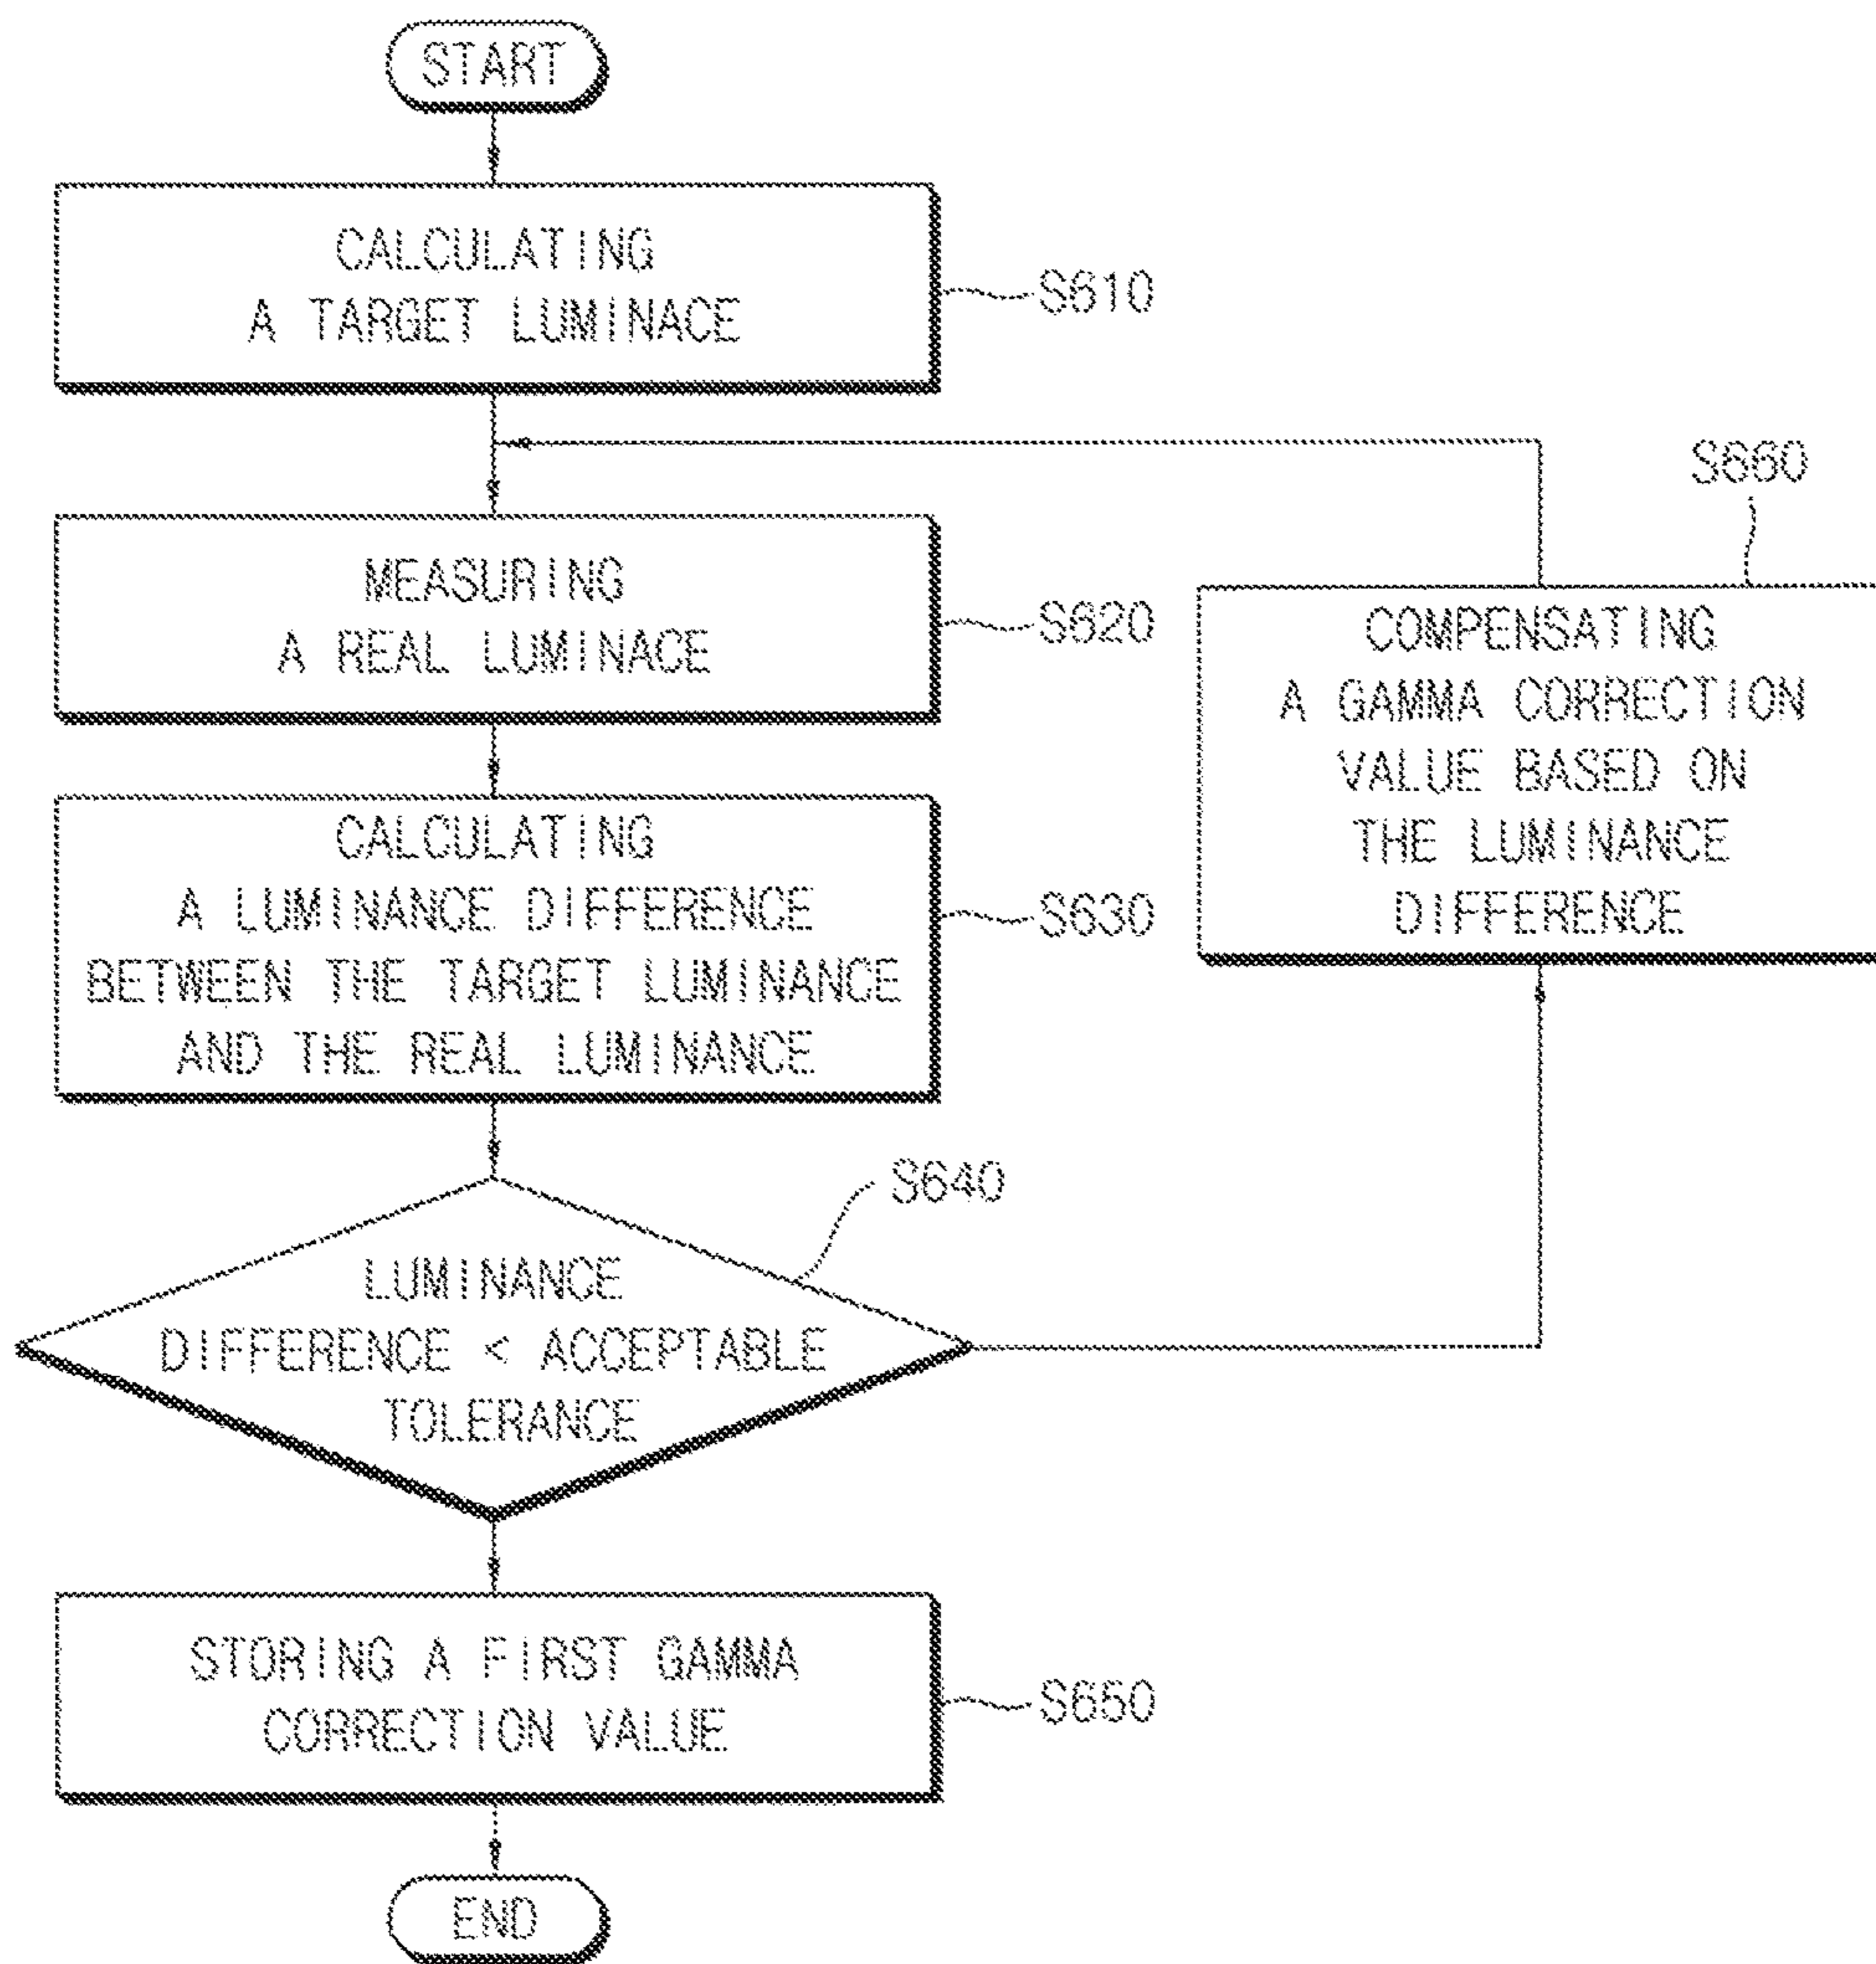 START
CALCULATING
A TARGET LUMINACE
S610
MEASURING
A REAL LUMINACE
S620
CALCULATING
A LUMINANCE DIFFERENCE
BETWEEN THE TARGET LUMINANCE
AND THE REAL LUMINANCE
S630
LUMINANCE
DIFFERENCE < ACCEPTABLE
TOLERANCE
S640
S660
COMPENSATING
A GAMMA CORRECTION
VALUE BASED ON
THE LUMINANCE
DIFFERENCE
STORING A FIRST GAMMA
CORRECTION VALUE
S650
END